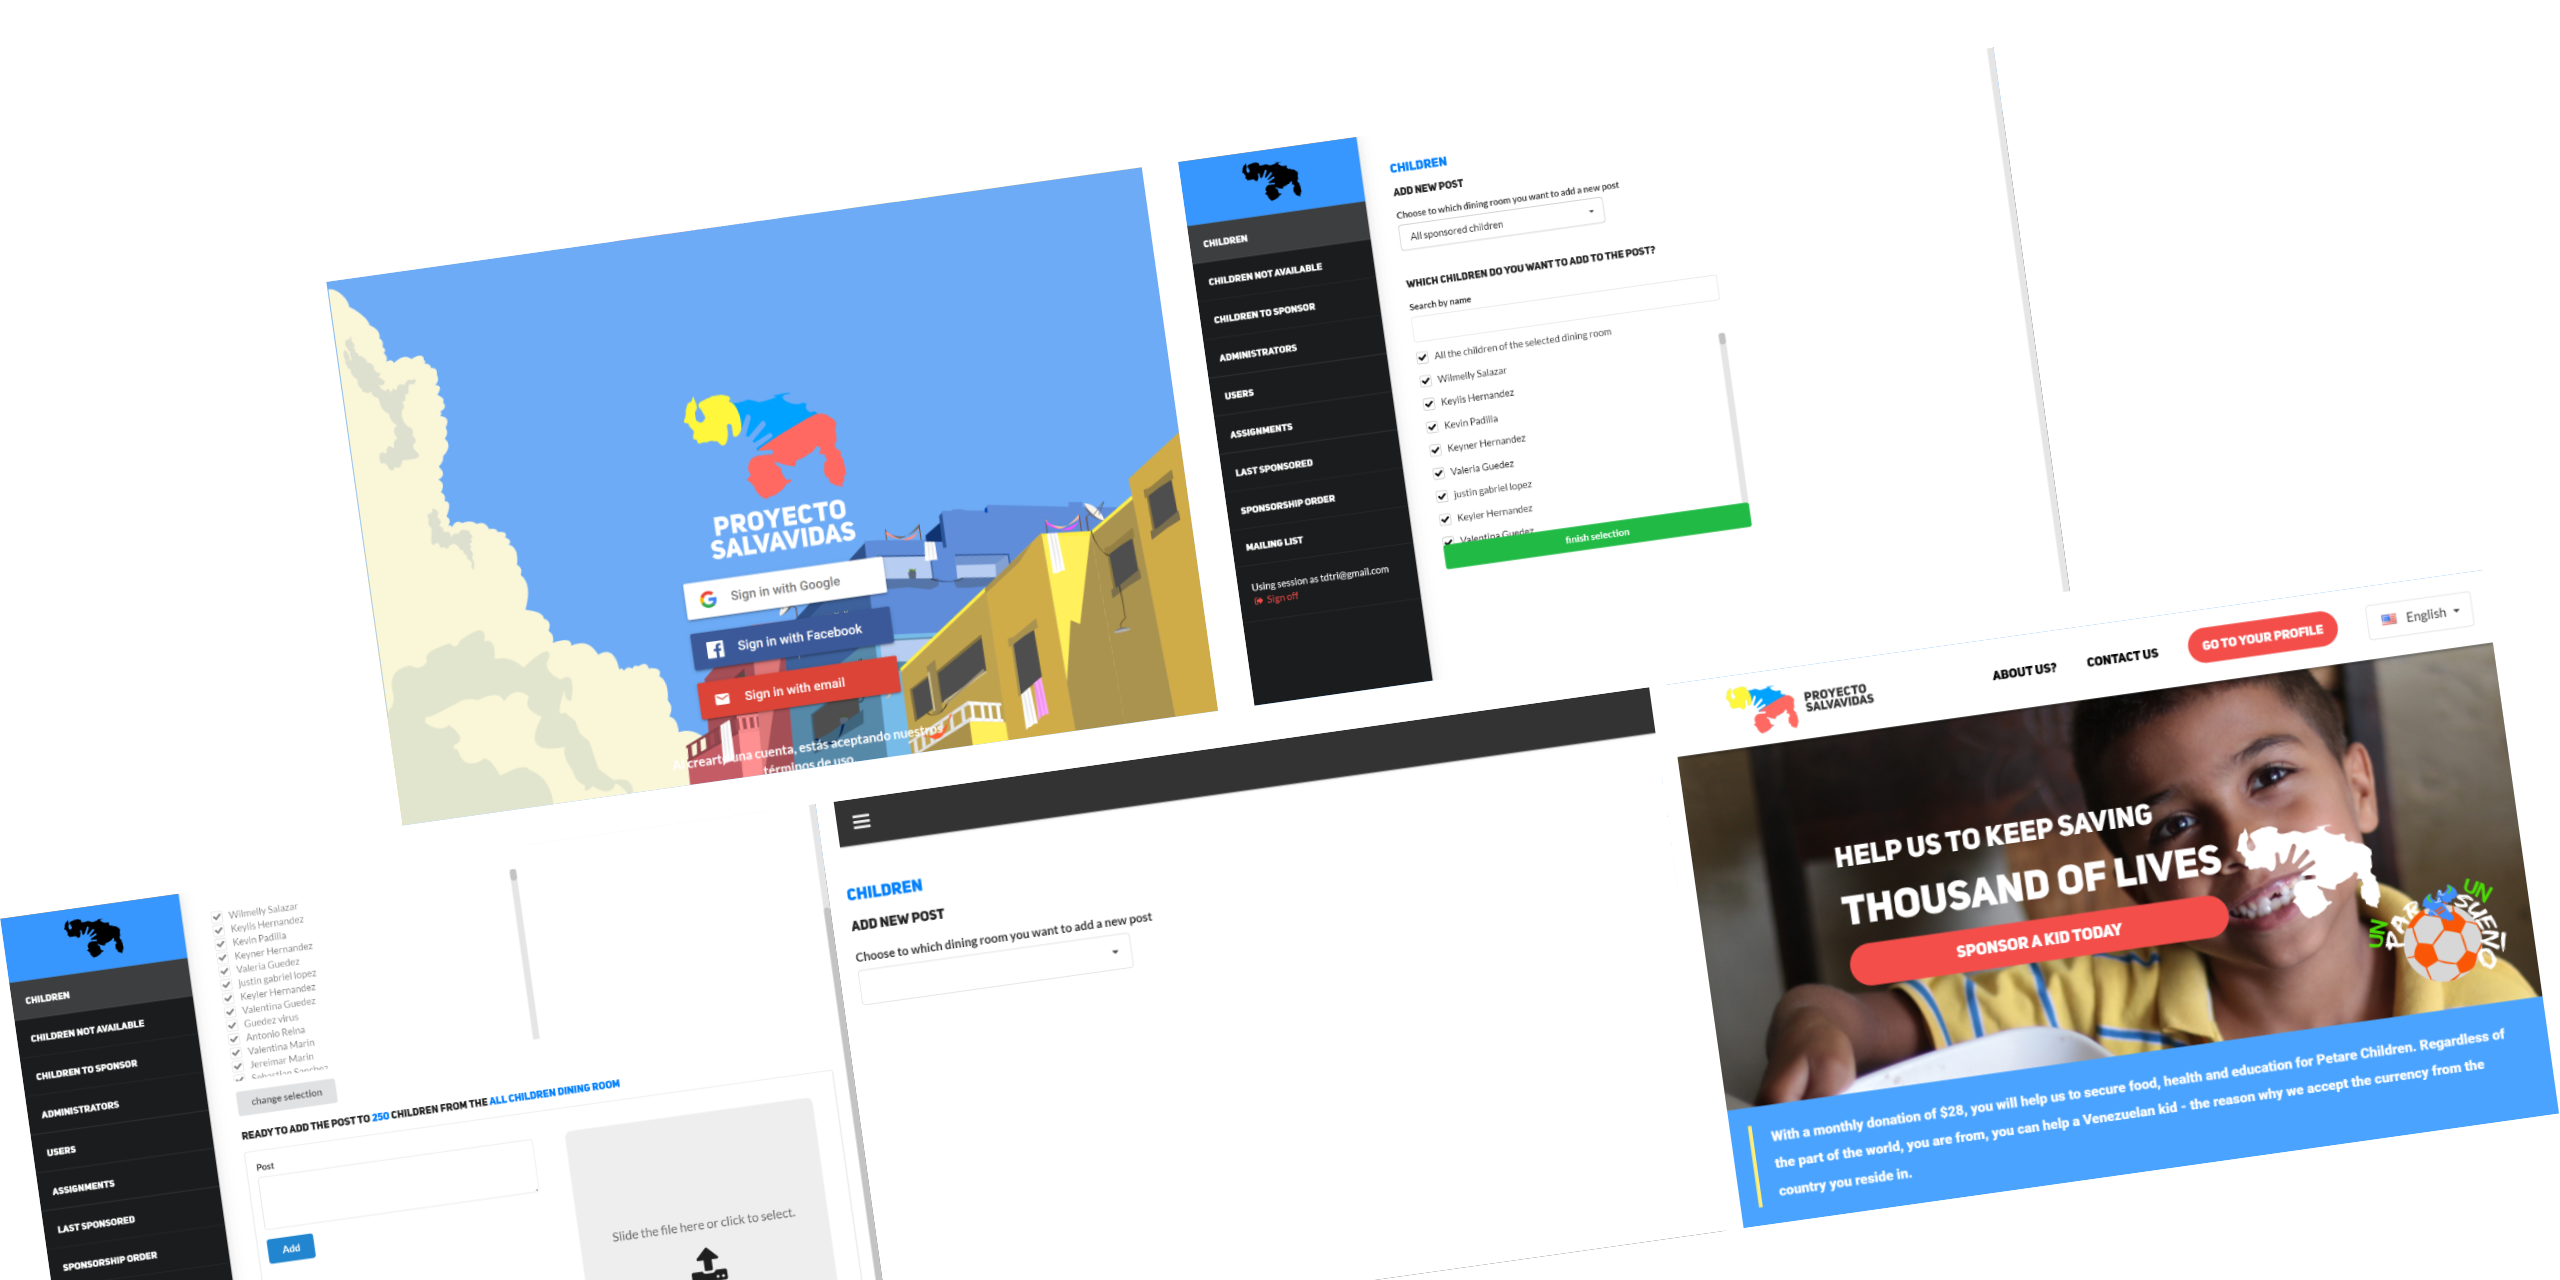 PROYECTO
SALVAVIDAS
Sign in with Google
Sign in with Facebook
Sign in with email
Al crearte una cuenta, estás aceptando nuestros
términos de uso
CHILDREN
CHILDREN NOT AVAILABLE
CHILDREN TO SPONSOR
ADMINISTRATORS
USERS
ASSIGNMENTS
LAST SPONSORED
SPONSORSHIP ORDER
MAILING LIST
Using session as tdtri@gmail.com
Sign off
CHILDREN
ADD NEW POST
Choose to which dining room you want to add a new post
All sponsored children
WHICH CHILDREN DO YOU WANT TO ADD TO THE POST?
Search by name
All the children of the selected dining room
Wilmelly Salazar
Keylis Hernandez
Kevin Padilla
Keyner Hernandez
Valeria Guedez
justin gabriel lopez
Keyler Hernandez
Valentina Guedez
finish selection
CHILDREN
CHILDREN NOT AVAILABLE
CHILDREN TO SPONSOR
ADMINISTRATORS
USERS
ASSIGNMENTS
LAST SPONSORED
SPONSORSHIP ORDER
Wilmelly Salazar
Keylis Hernandez
Kevin Padilla
Keyner Hernandez
Valeria Guedez
justin gabriel lopez
Keyler Hernandez
Valentina Guedez
Guedez virus
Antonio Reina
Valentina Marin
Jereimar Marin
Sebastian Sanchez
change selection
READY TO ADD THE POST TO 250 CHILDREN FROM THE ALL CHILDREN DINING ROOM
Post
Add
Slide the file here or click to select.
CHILDREN
ADD NEW POST
Choose to which dining room you want to add a new post
PROYECTO
SALVAVIDAS
ABOUT US?
CONTACT US
GO TO YOUR PROFILE
English
HELP US TO KEEP SAVING
THOUSAND OF LIVES
SPONSOR A KID TODAY
UN PAR UN SUEÑO!
With a monthly donation of $28, you will help us to secure food, health and education for Petare Children. Regardless of
the part of the world, you are from, you can help a Venezuelan kid - the reason why we accept the currency from the
country you reside in.